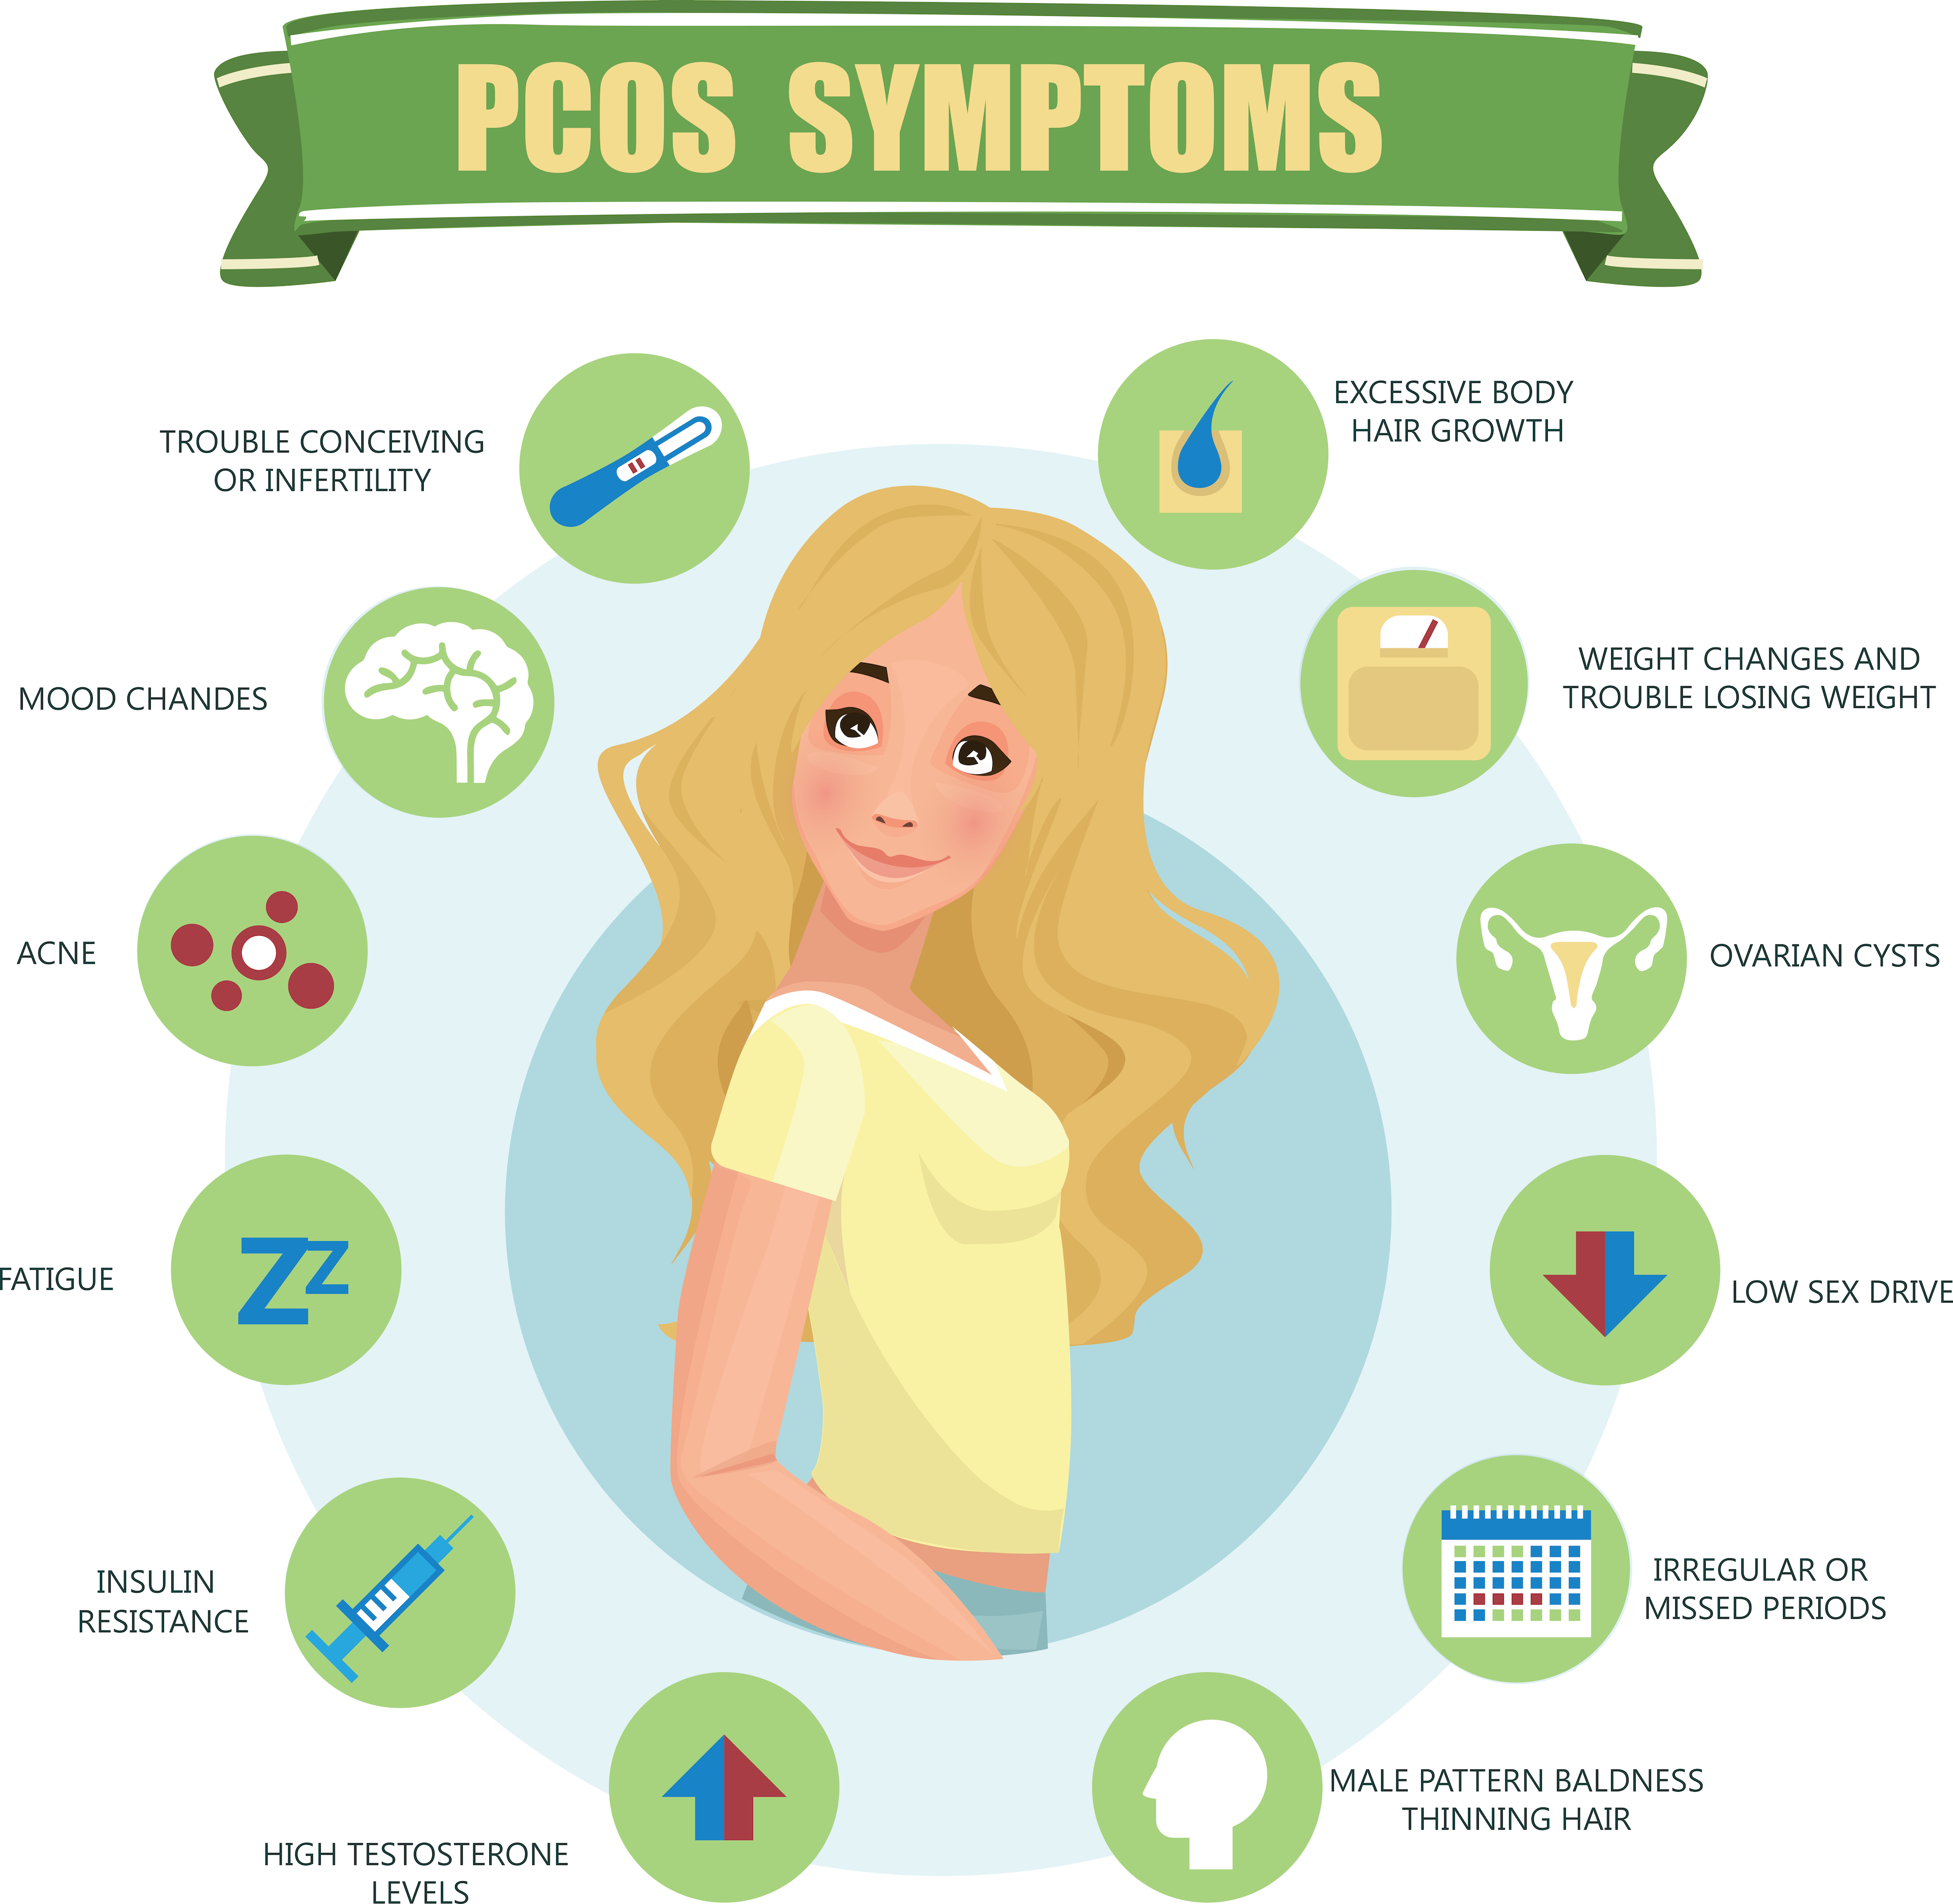 PCOS SYMPTOMS
TROUBLE CONCEIVING
OR INFERTILITY
EXCESSIVE BODY
HAIR GROWTH
MOOD CHANDES
WEIGHT CHANGES AND
TROUBLE LOSING WEIGHT
ACNE
OVARIAN CYSTS
FATIGUE
ZZ
LOW SEX DRIVE
INSULIN
RESISTANCE
IRREGULAR OR
MISSED PERIODS
HIGH TESTOSTERONE
LEVELS
MALE PATTERN BALDNESS
THINNING HAIR